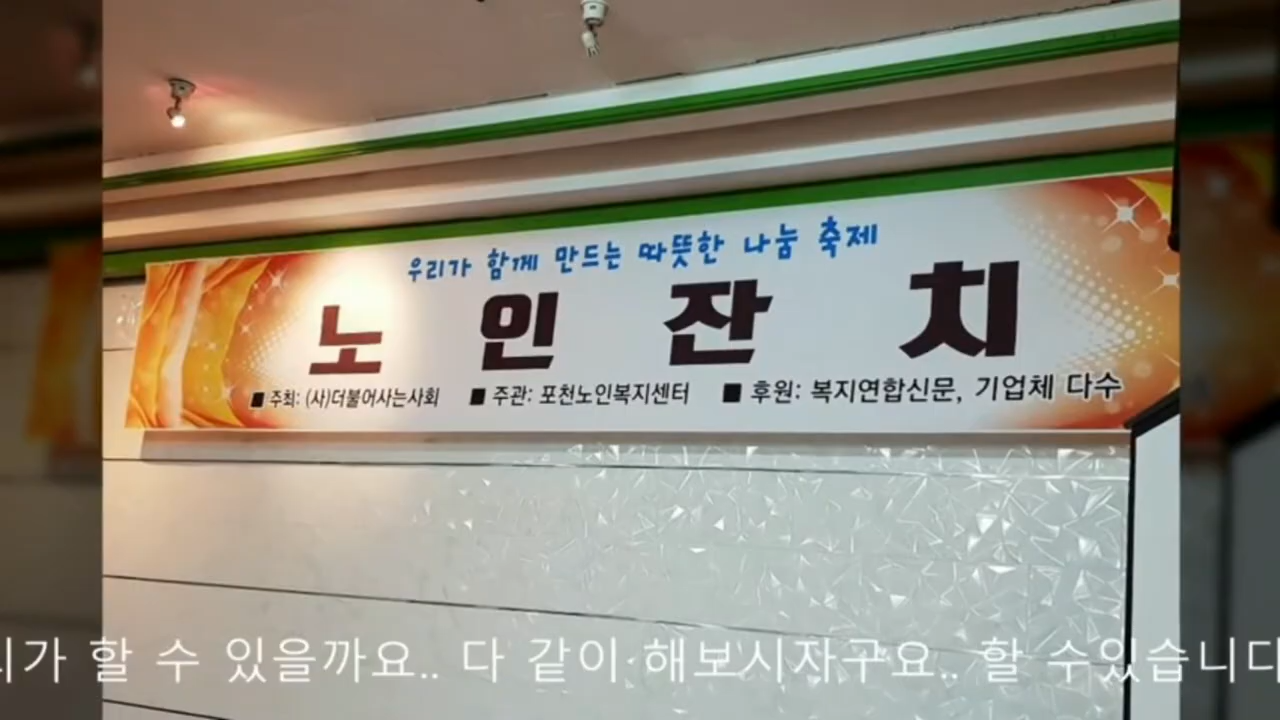 우리가 함께 만드는 따뜻한 나눔 축제
노 인 잔 치
■ 주최: (사)더불어사는사회 ■ 주관: 포천노인복지센터 ■ 후원: 복지연합신문, 기업체 다수
할 수 있을까요.. 다 같이 해보시자구요.. 할 수있습니다